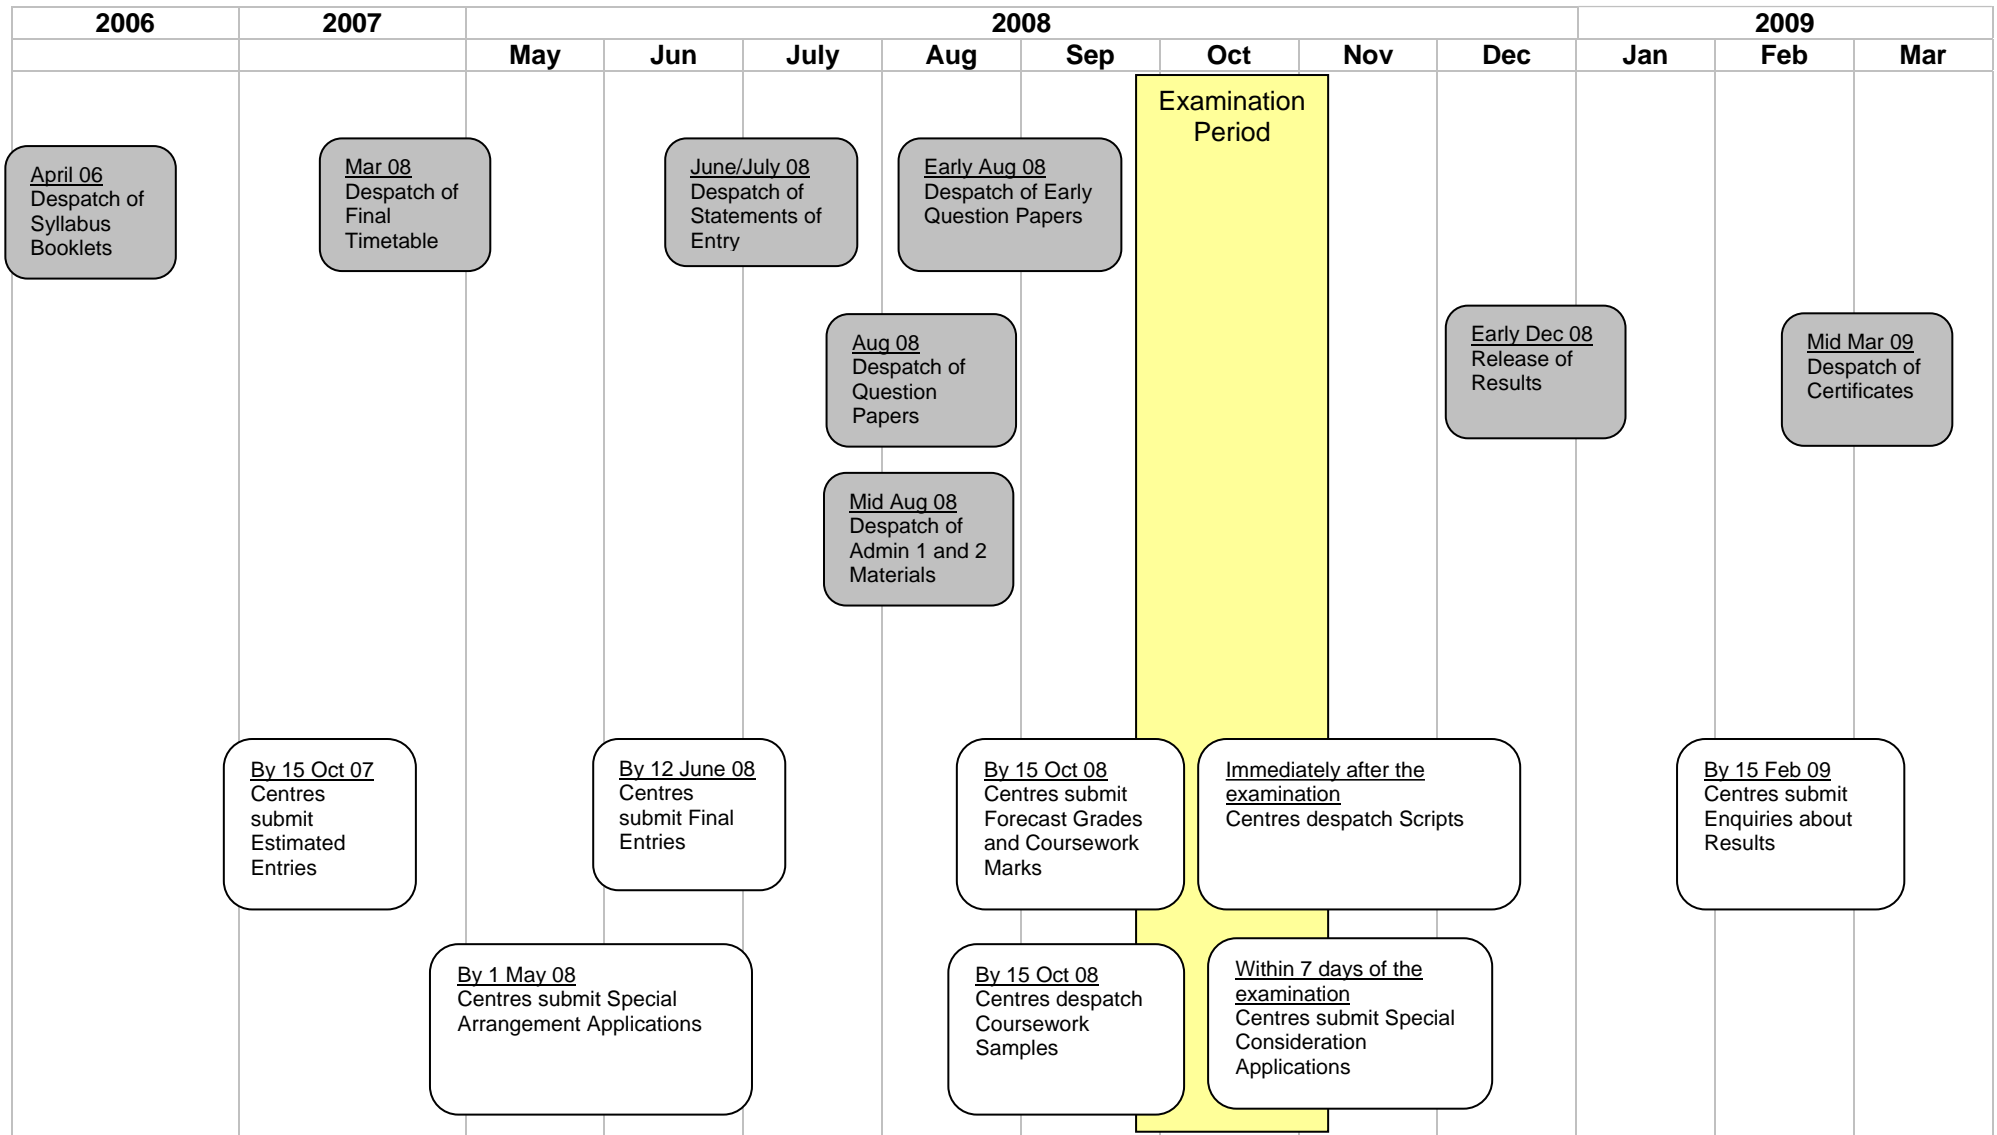 2006 2007 2008 2009
May Jun July Aug Sep Oct Nov Dec Jan Feb Mar
Examination
Period
April 06
Despatch of
Syllabus
Booklets
Mar 08
Despatch of
Final
Timetable
June/July 08
Despatch of
Statements of
Entry
Early Aug 08
Despatch of Early
Question Papers
Aug 08
Despatch of
Question
Papers
Early Dec 08
Release of
Results
Mid Mar 09
Despatch of
Certificates
Mid Aug 08
Despatch of
Admin 1 and 2
Materials
By 15 Oct 07
Centres
submit
Estimated
Entries
By 12 June 08
Centres
submit Final
Entries
By 15 Oct 08
Centres submit
Forecast Grades
and Coursework
Marks
Immediately after the
examination
Centres despatch Scripts
By 15 Feb 09
Centres submit
Enquiries about
Results
By 1 May 08
Centres submit Special
Arrangement Applications
By 15 Oct 08
Centres despatch
Coursework
Samples
Within 7 days of the
examination
Centres submit Special
Consideration
Applications